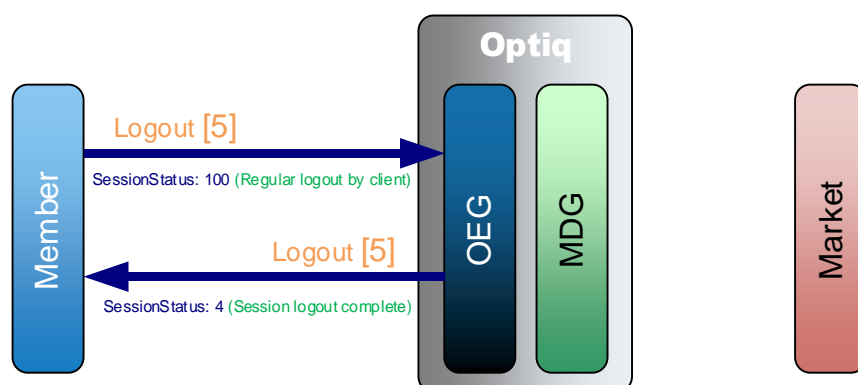 Optiq
Logout [5]
SessionStatus: 100 (Regular logout by client)
Logout [5]
SessionStatus: 4 (Session logout complete)
Member
OEG
MDG
Market